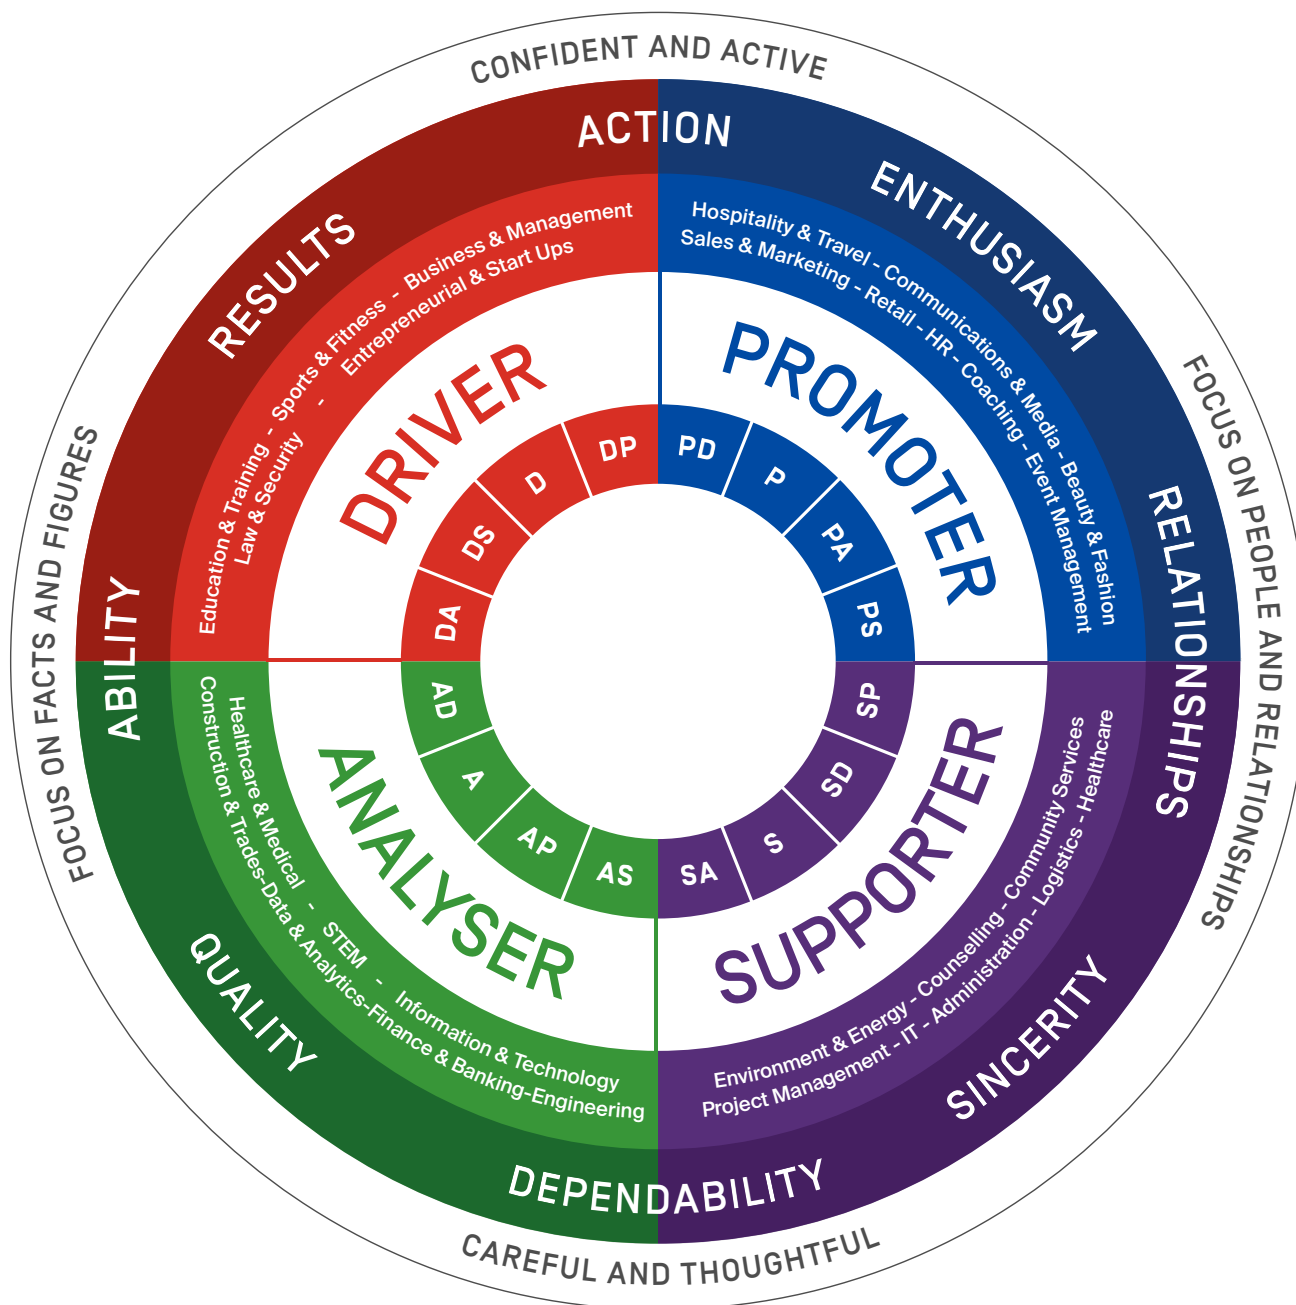 CONFIDENT AND ACTIVE
FOCUS ON PEOPLE AND RELATIONSHIPS
CAREFUL AND THOUGHTFUL
FOCUS ON FACTS AND FIGURES
ACTION
ENTHUSIASM
RELATIONSHIPS
SINCERITY
DEPENDABILITY
QUALITY
ABILITY
RESULTS
Education & Training - Sports & Fitness - Business & Management
Law & Security - Entrepreneurial & Start Ups
DRIVER
DA
DS
D
DP
Hospitality & Travel - Communications & Media - Beauty & Fashion
Sales & Marketing - Retail - HR - Coaching - Event Management
PROMOTER
PD
P
PA
PS
Environment & Energy - Counselling - Community Services
Project Management - IT - Administration - Logistics - Healthcare
SUPPORTER
SP
SD
S
SA
Healthcare & Medical - STEM - Information & Technology
Construction & Trades-Data & Analytics-Finance & Banking-Engineering
ANALYSER
AS
AP
A
AD